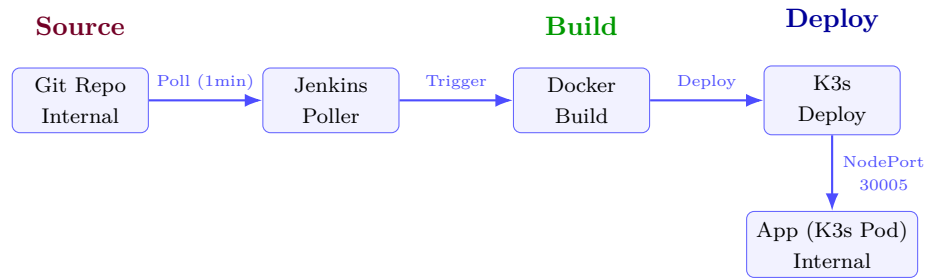 Source
Build
Deploy
Git Repo
Internal
Poll (1min)
Jenkins
Poller
Trigger
Docker
Build
Deploy
K3s
Deploy
NodePort
30005
App (K3s Pod)
Internal